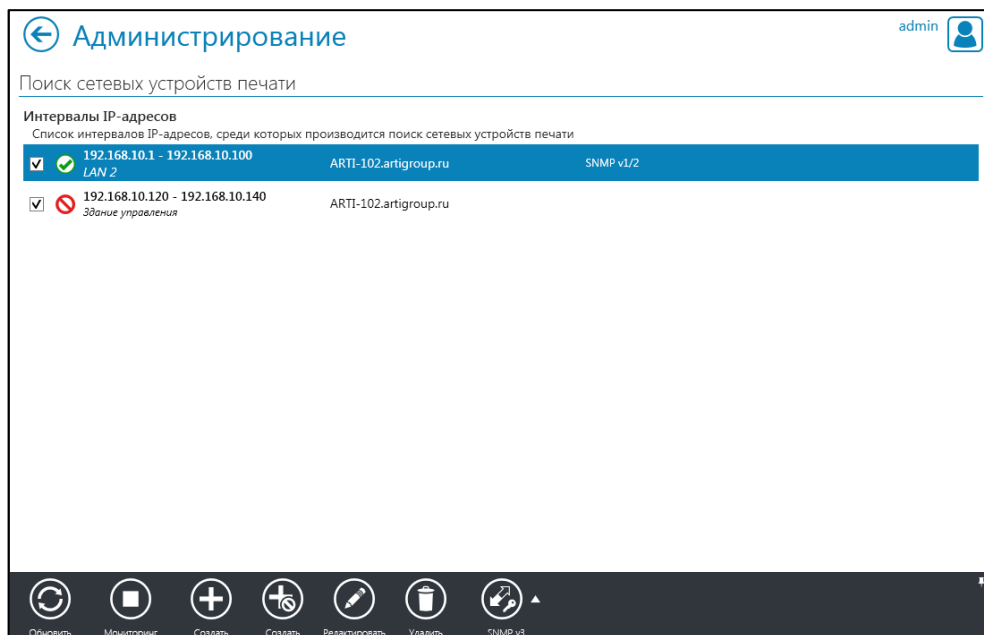 Администрирование
admin
Поиск сетевых устройств печати
Интервалы IP-адресов
Список интервалов IP-адресов, среди которых производится поиск сетевых устройств печати
192.168.10.1 - 192.168.10.100 ARTI-102.artigroup.ru SNMP v1/2
LAN 2
192.168.10.120 - 192.168.10.140 ARTI-102.artigroup.ru
Здание управления
Обновить Мониторинг Создать Создать Редактировать Удалить SNMP v3